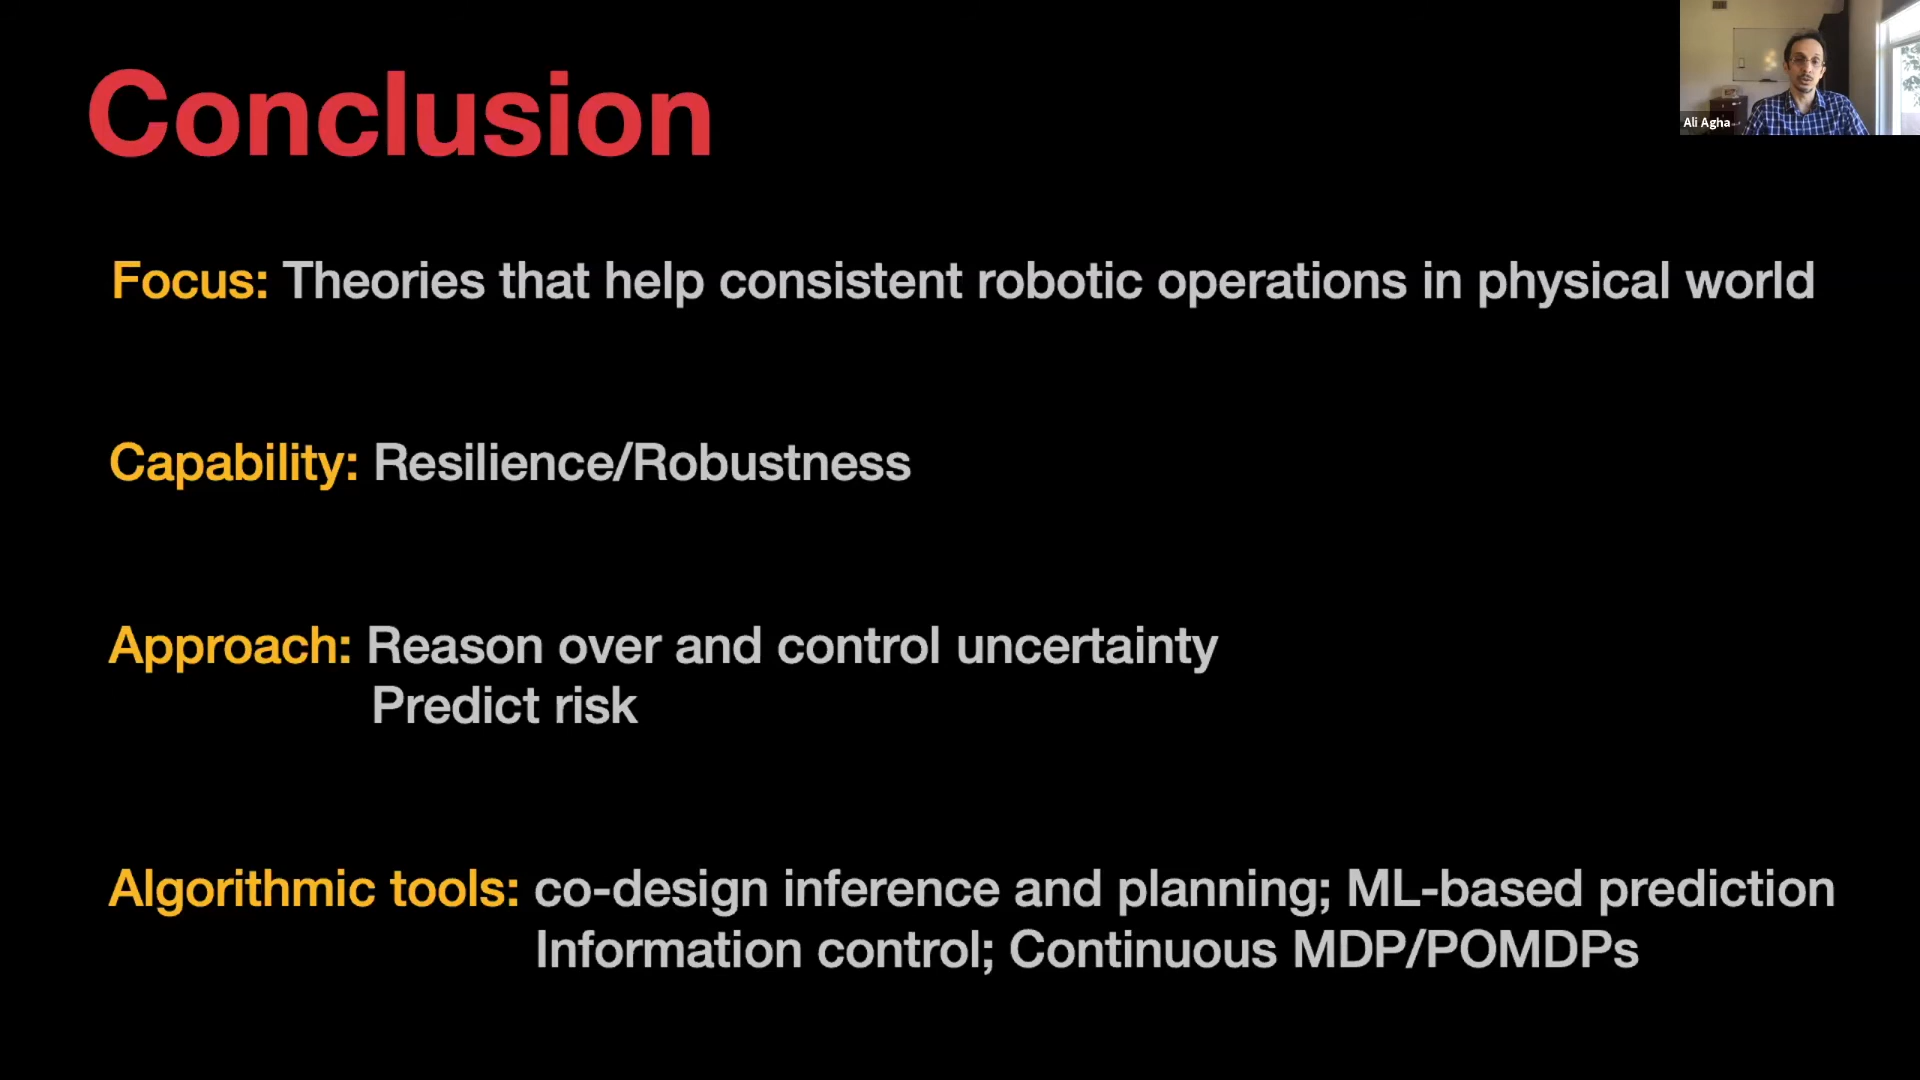 Conclusion
Ali Agha
Focus: Theories that help consistent robotic operations in physical world
Capability: Resilience/Robustness
Approach: Reason over and control uncertainty
Predict risk
Algorithmic tools: co-design inference and planning; ML-based prediction
Information control; Continuous MDP/POMDPs